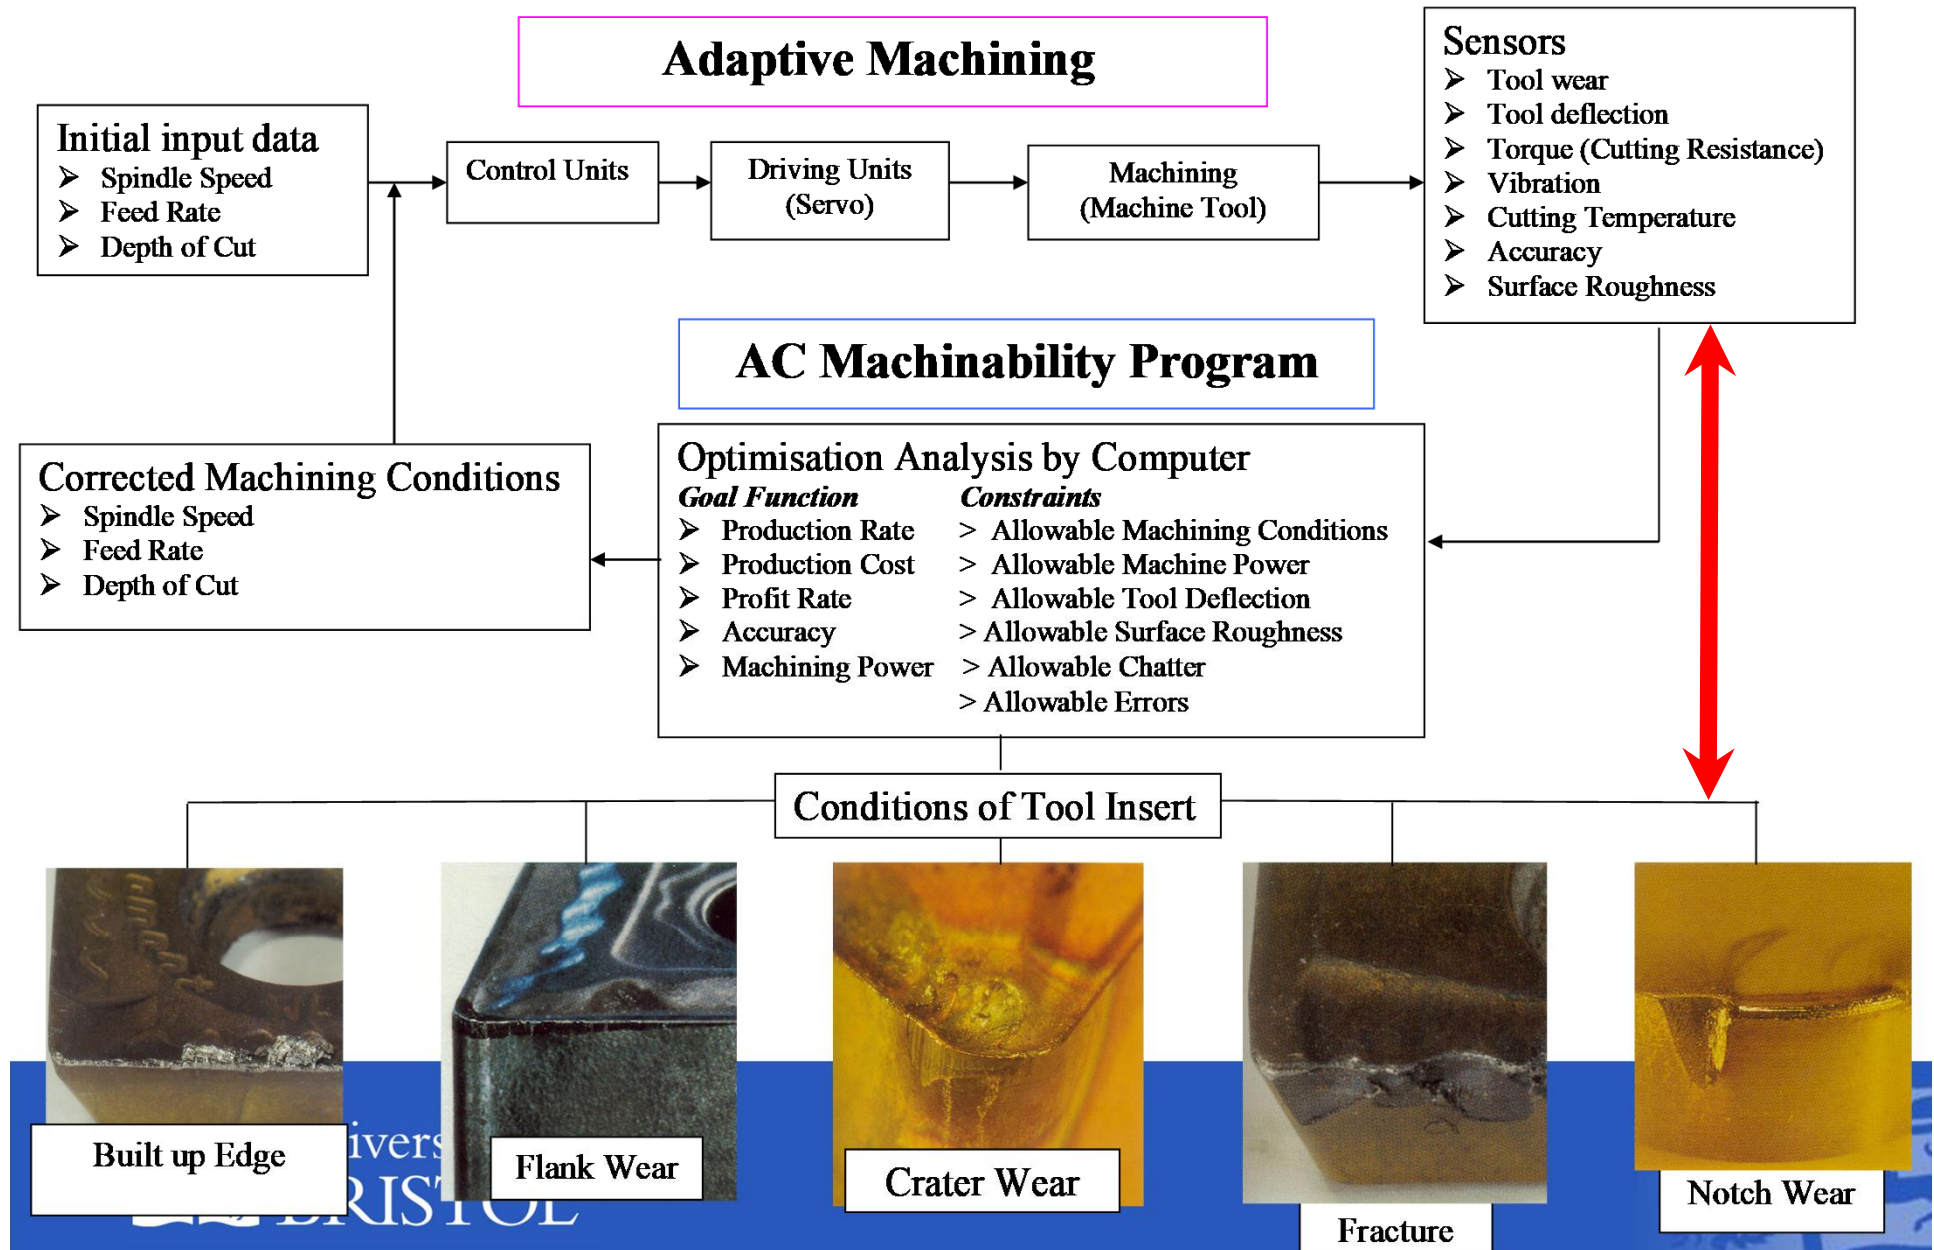 Adaptive Machining
Initial input data
➢ Spindle Speed
➢ Feed Rate
➢ Depth of Cut
Control Units
Driving Units
(Servo)
Machining
(Machine Tool)
Sensors
➢ Tool wear
➢ Tool deflection
➢ Torque (Cutting Resistance)
➢ Vibration
➢ Cutting Temperature
➢ Accuracy
➢ Surface Roughness
AC Machinability Program
Corrected Machining Conditions
➢ Spindle Speed
➢ Feed Rate
➢ Depth of Cut
Optimisation Analysis by Computer
Goal Function Constraints
➢ Production Rate > Allowable Machining Conditions
➢ Production Cost > Allowable Machine Power
➢ Profit Rate > Allowable Tool Deflection
➢ Accuracy > Allowable Surface Roughness
➢ Machining Power > Allowable Chatter
> Allowable Errors
Conditions of Tool Insert
Built up Edge
Flank Wear
Crater Wear
Fracture
Notch Wear
ivers
BRISTOL